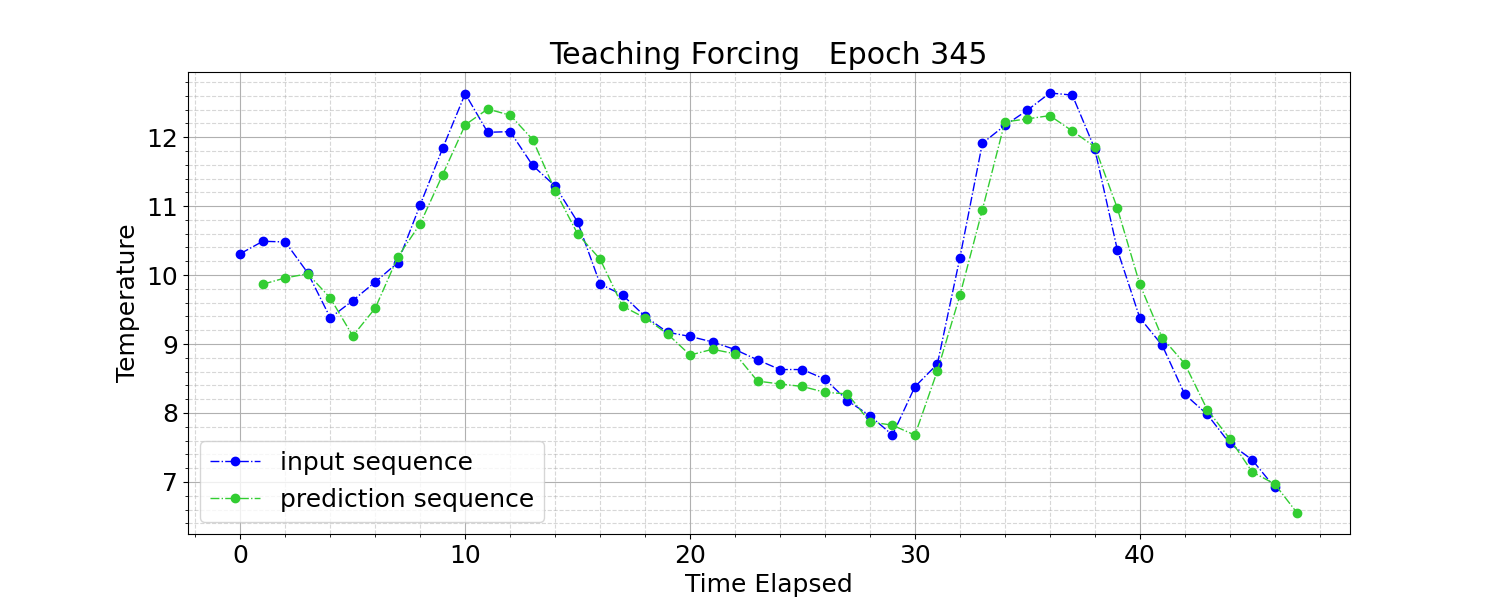 Teaching Forcing   Epoch 345
Temperature
12
11
10
9
8
7
input sequence
prediction sequence
0 10 20 30 40
Time Elapsed